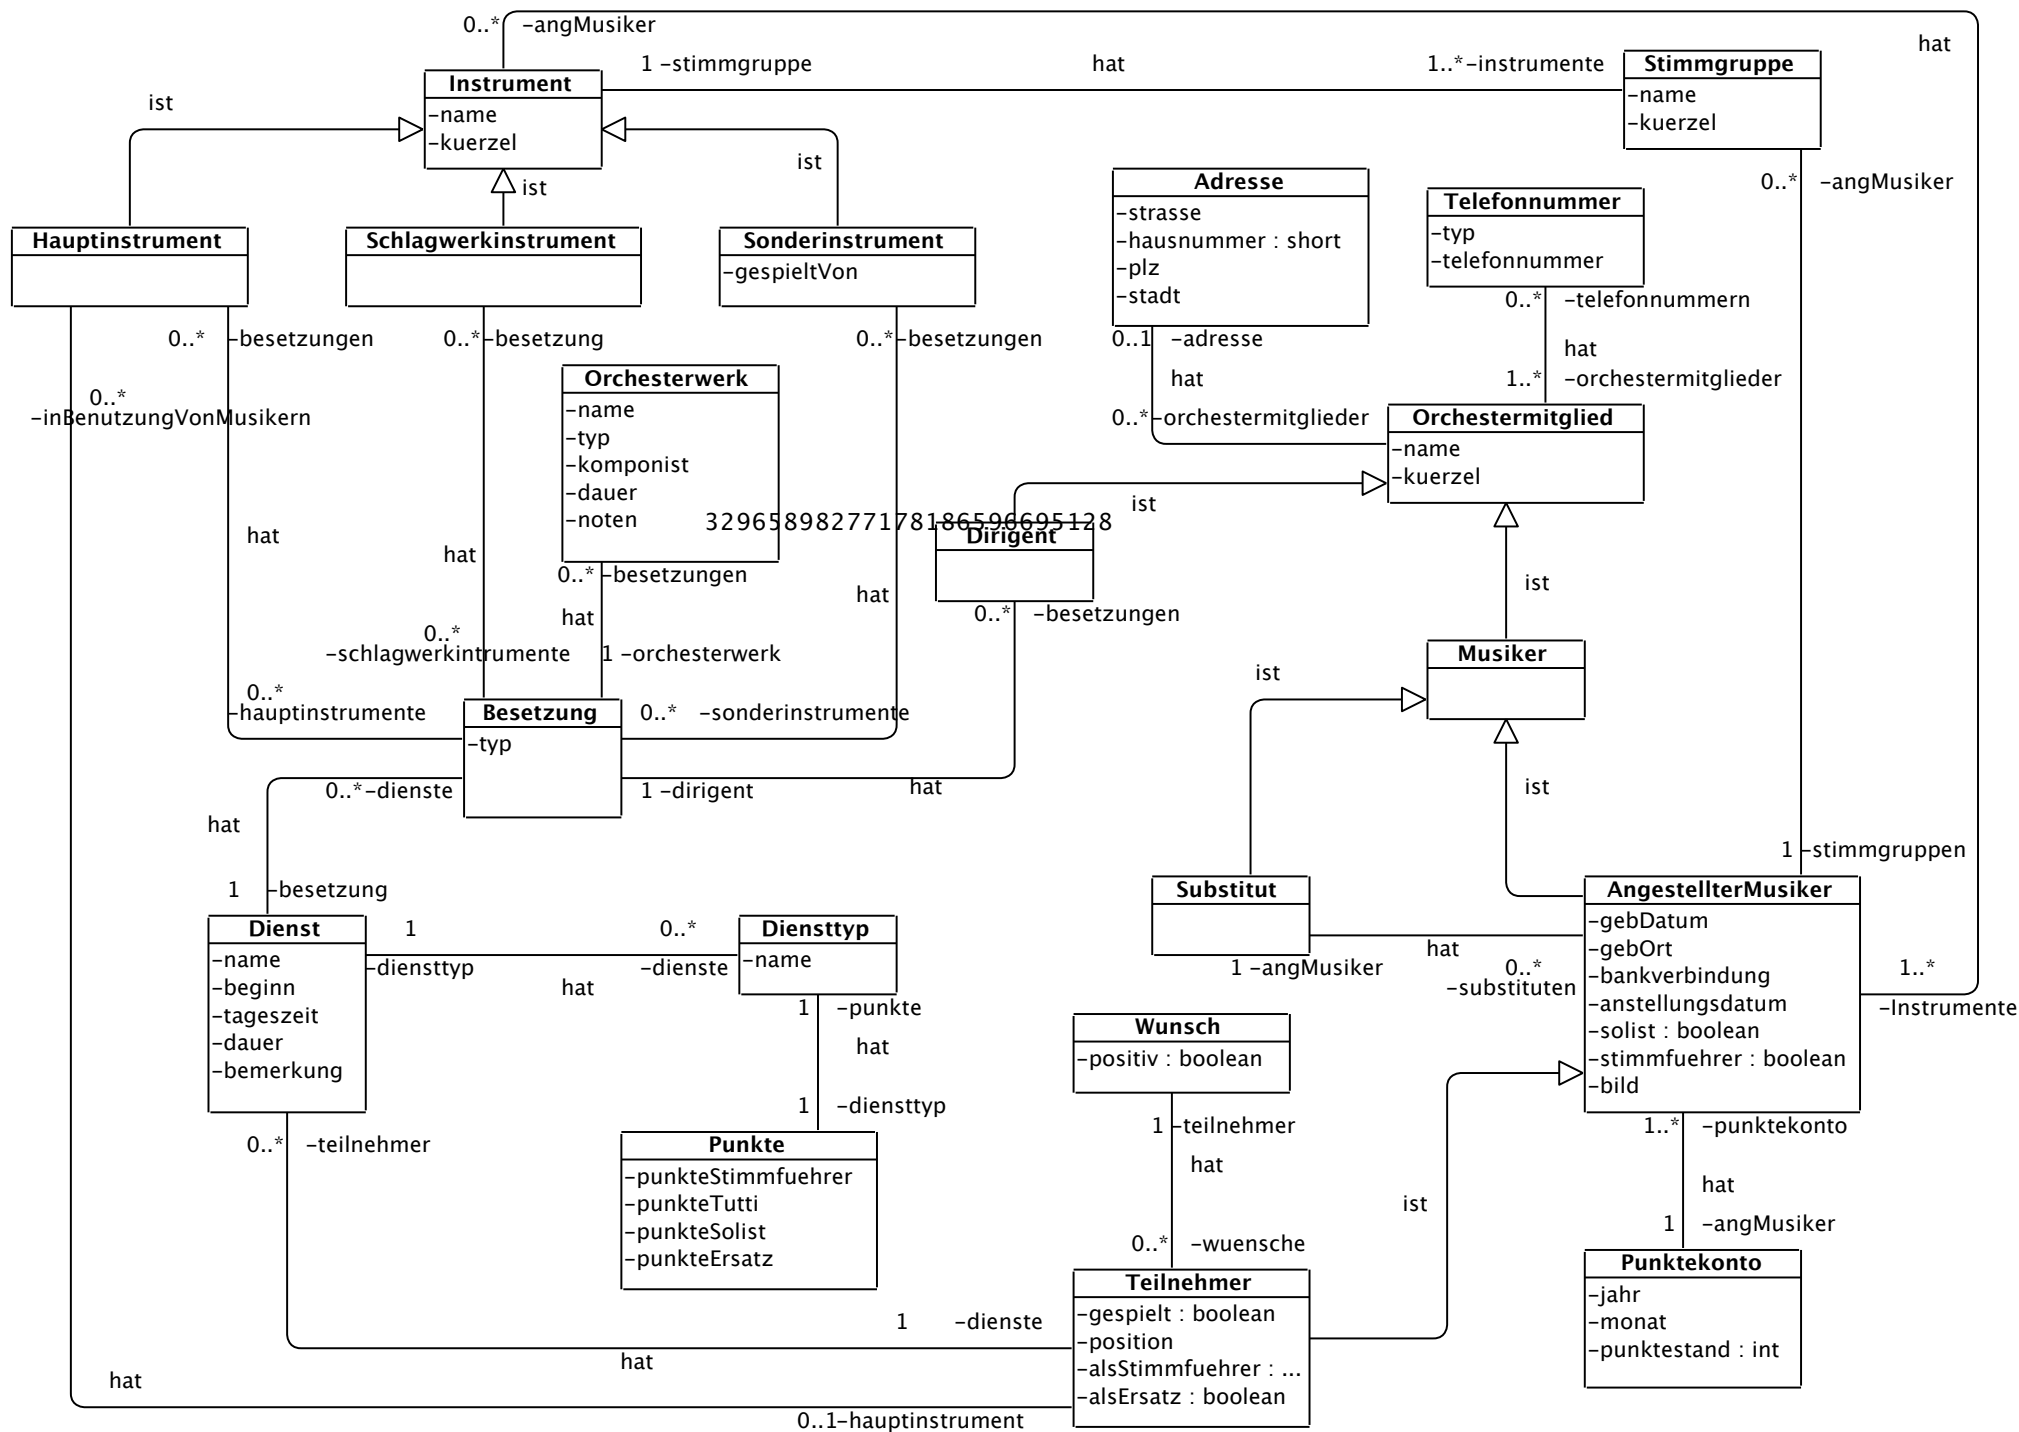 0..* -angMusiker
hat
1 -stimmgruppe hat 1..* -instrumente
Stimmgruppe
-name
-kuerzel
Instrument
-name
-kuerzel
ist
ist
ist
0..* -angMusiker
Adresse
-strasse
-hausnummer : short
-plz
-stadt
Telefonnummer
-typ
-telefonnummer
Hauptinstrument
Schlagwerkinstrument
Sonderinstrument
-gespieltVon
0..* -telefonnummern
hat
1..* -orchestermitglieder
0..* -besetzungen
0..* -besetzung
0..* -besetzungen
0..1 -adresse
hat
0..* -orchestermitglieder
0..*
-inBenutzungVonMusikern
Orchesterwerk
-name
-typ
-komponist
-dauer
-noten
Orchestermitglied
-name
-kuerzel
ist
32965898277178186596695128
Dirigent
hat
hat
0..* -besetzungen
hat
hat
0..* -besetzungen
ist
0..*
-schlagwerkintrumente
1 -orchesterwerk
Musiker
ist
0..*
-hauptinstrumente
Besetzung
-typ
0..* -sonderinstrumente
0..* -dienste
1 -dirigent
hat
ist
hat
1 -besetzung
1 -stimmgruppen
Substitut
AngestellterMusiker
-gebDatum
-gebOrt
-bankverbindung
-anstellungsdatum
-solist : boolean
-stimmfuehrer : boolean
-bild
hat
1 -angMusiker
0..*
-substituten
1..*
-Instrumente
Dienst
-name
-beginn
-tageszeit
-dauer
-bemerkung
1
-diensttyp
hat
0..*
-dienste
Diensttyp
-name
1 -punkte
hat
1 -diensttyp
Wunsch
-positiv : boolean
1 -teilnehmer
hat
0..* -wuensche
0..* -teilnehmer
Punkte
-punkteStimmfuehrer
-punkteTutti
-punkteSolist
-punkteErsatz
1..* -punktekonto
hat
1 -angMusiker
ist
Punktekonto
-jahr
-monat
-punktestand : int
Teilnehmer
-gespielt : boolean
-position
-alsStimmfuehrer : ...
-alsErsatz : boolean
1 -dienste
hat
hat
0..1 -hauptinstrument